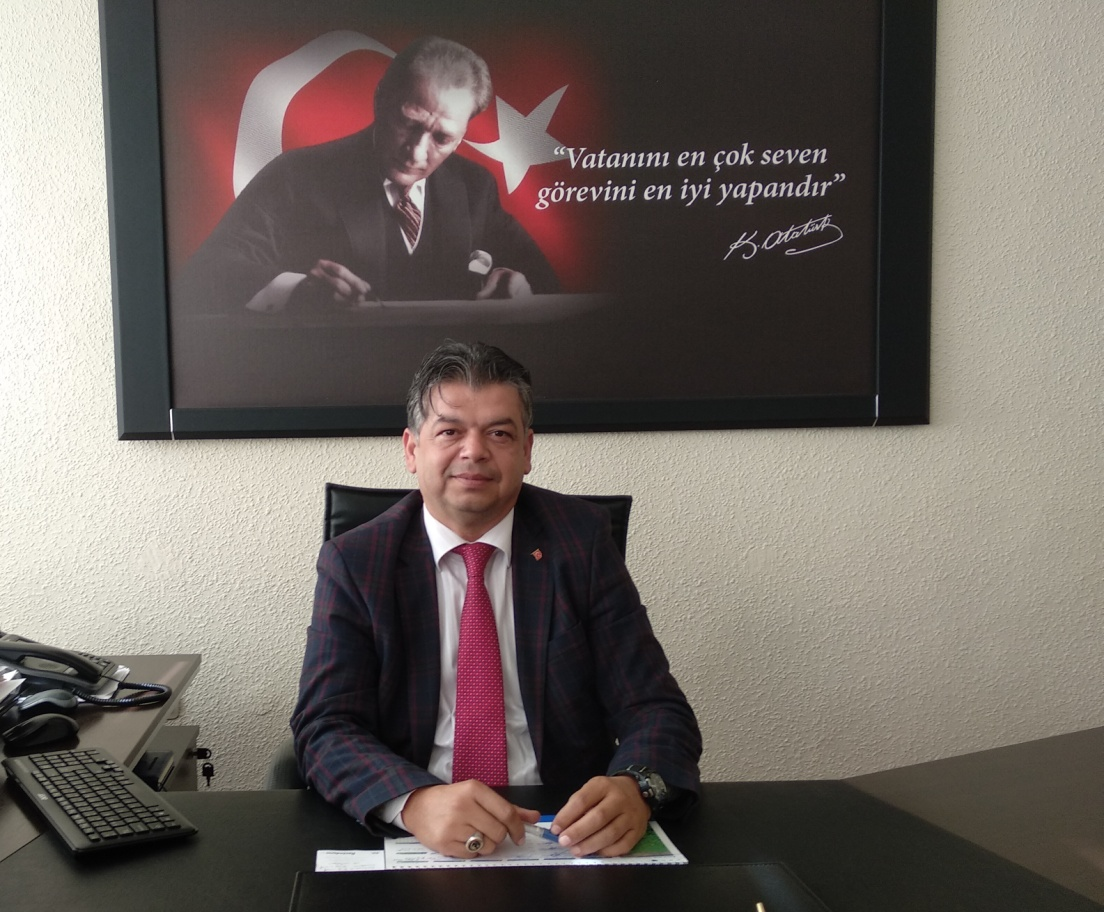 “Vatanını en çok seven
görevini en iyi yapandır”
K. Atatürk